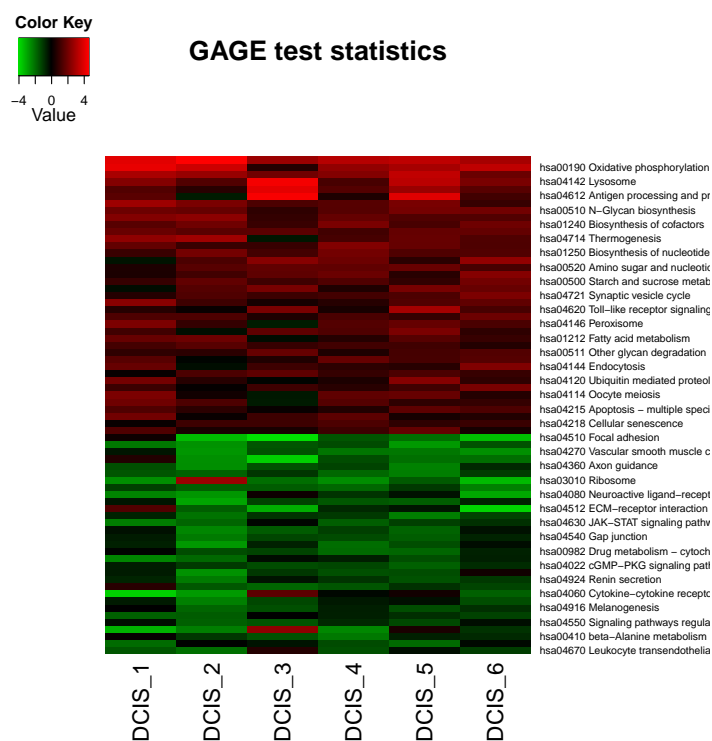 Color Key
−4 0 4
Value
GAGE test statistics
hsa00190 Oxidative phosphorylation
hsa04142 Lysosome
hsa04612 Antigen processing and pr
hsa00510 N−Glycan biosynthesis
hsa01240 Biosynthesis of cofactors
hsa04714 Thermogenesis
hsa01250 Biosynthesis of nucleotide
hsa00520 Amino sugar and nucleotic
hsa00500 Starch and sucrose metab
hsa04721 Synaptic vesicle cycle
hsa04620 Toll−like receptor signaling
hsa04146 Peroxisome
hsa01212 Fatty acid metabolism
hsa00511 Other glycan degradation
hsa04144 Endocytosis
hsa04120 Ubiquitin mediated proteol
hsa04114 Oocyte meiosis
hsa04215 Apoptosis − multiple speci
hsa04218 Cellular senescence
hsa04510 Focal adhesion
hsa04270 Vascular smooth muscle c
hsa04360 Axon guidance
hsa03010 Ribosome
hsa04080 Neuroactive ligand−recept
hsa04512 ECM−receptor interaction
hsa04630 JAK−STAT signaling pathw
hsa04540 Gap junction
hsa00982 Drug metabolism − cytoch
hsa04022 cGMP−PKG signaling path
hsa04924 Renin secretion
hsa04060 Cytokine−cytokine recepto
hsa04916 Melanogenesis
hsa04550 Signaling pathways regula
hsa00410 beta−Alanine metabolism
hsa04670 Leukocyte transendothelia
DCIS_1
DCIS_2
DCIS_3
DCIS_4
DCIS_5
DCIS_6